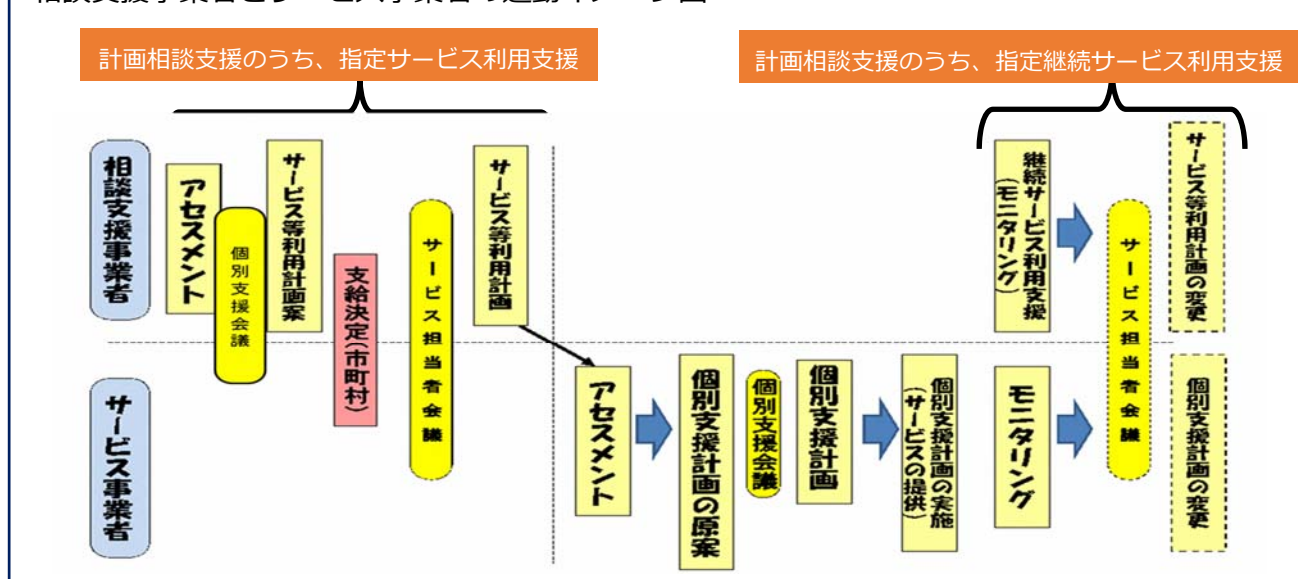 計画相談支援のうち、指定サービス利用支援
計画相談支援のうち、指定継続サービス利用支援
相談支援事業者
アセスメント
個別支援会議
サービス等利用計画案
支給決定(市町村)
サービス担当者会議
サービス等利用計画
継続サービス利用支援
(モニタリング)
サービス担当者会議
サービス等利用計画の変更
サービス事業者
アセスメント
個別支援計画の原案
個別支援会議
個別支援計画
個別支援計画の実施
(サービスの提供)
モニタリング
個別支援計画の変更